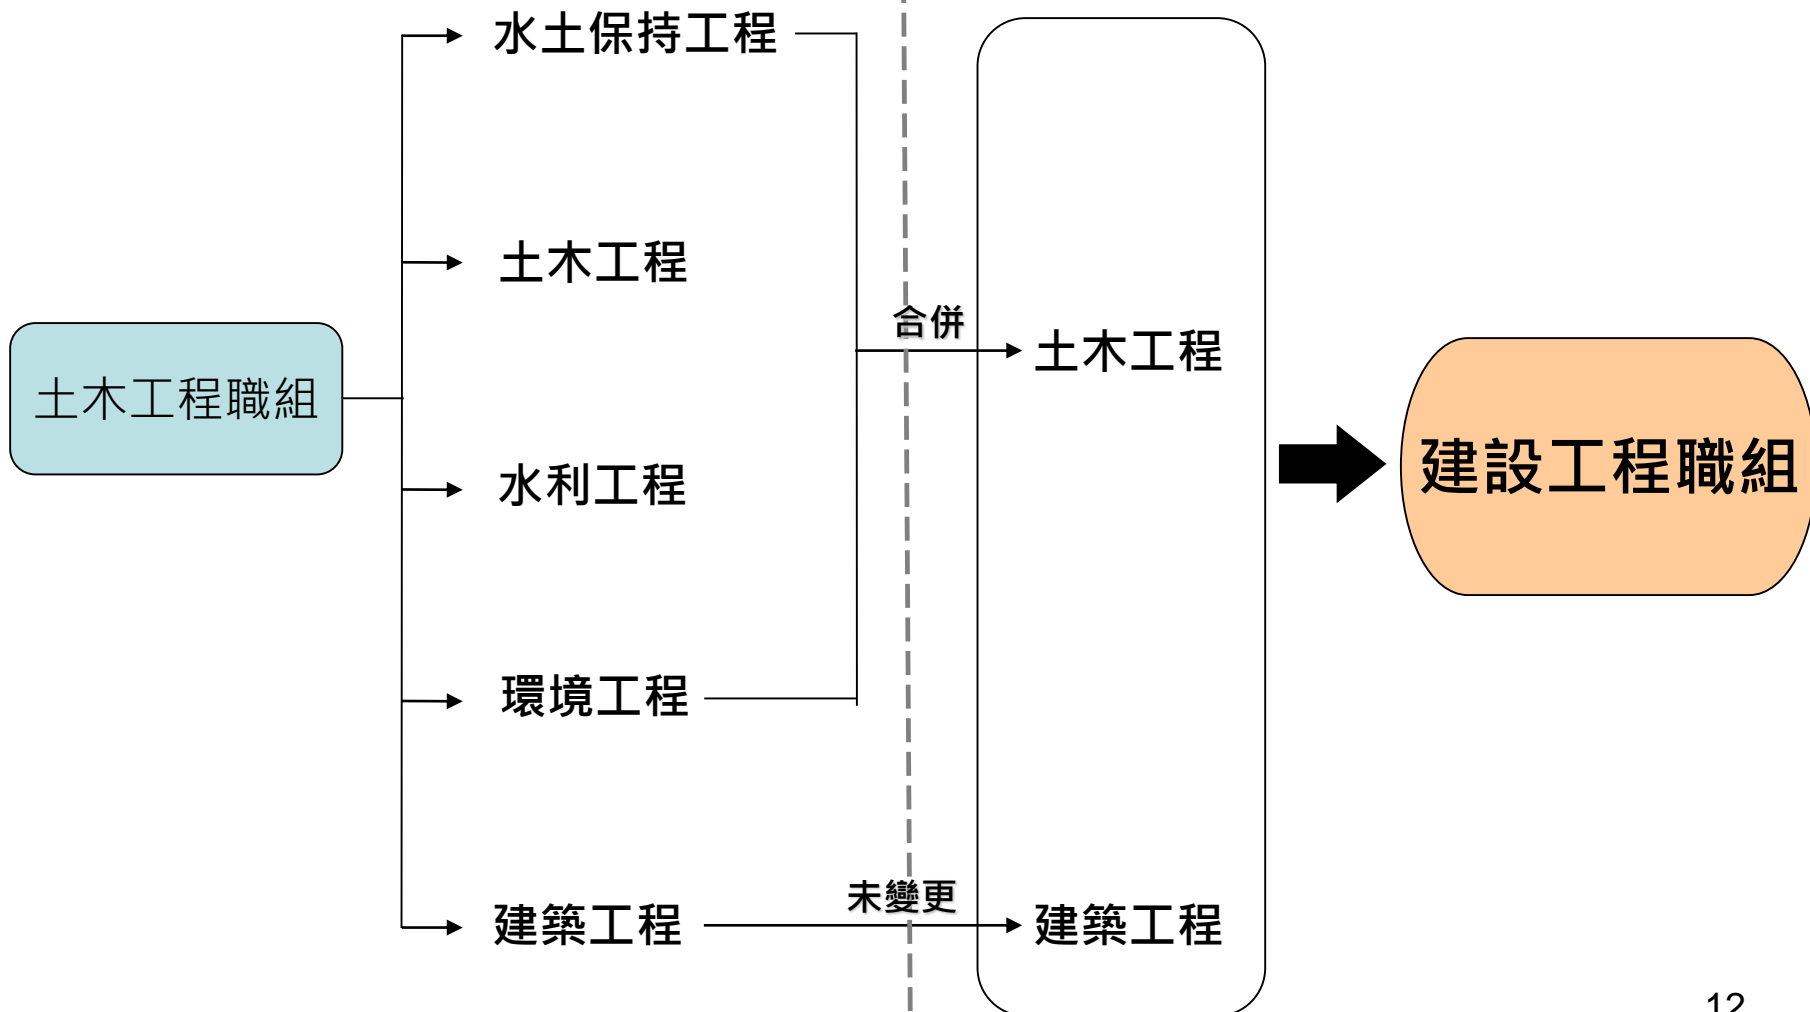 水土保持工程
土木工程
合併
土木工程
土木工程職組
建設工程職組
水利工程
環境工程
未變更
建築工程
建築工程
12